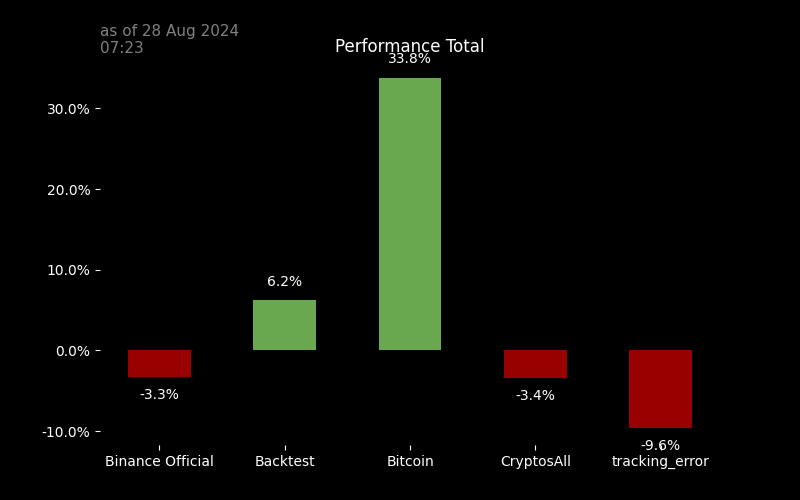 as of 28 Aug 2024
07:23
Performance Total
33.8%
30.0%
20.0%
10.0%
6.2%
0.0%
-3.3%
-3.4%
-10.0%
-9.6%
Binance Official
Backtest
Bitcoin
CryptosAll
tracking_error